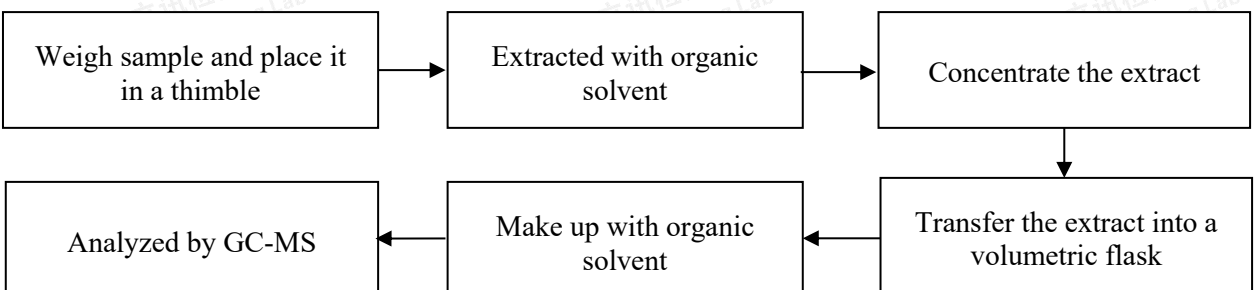 Weigh sample and place it
in a thimble
Extracted with organic
solvent
Concentrate the extract
Transfer the extract into a
volumetric flask
Make up with organic
solvent
Analyzed by GC-MS